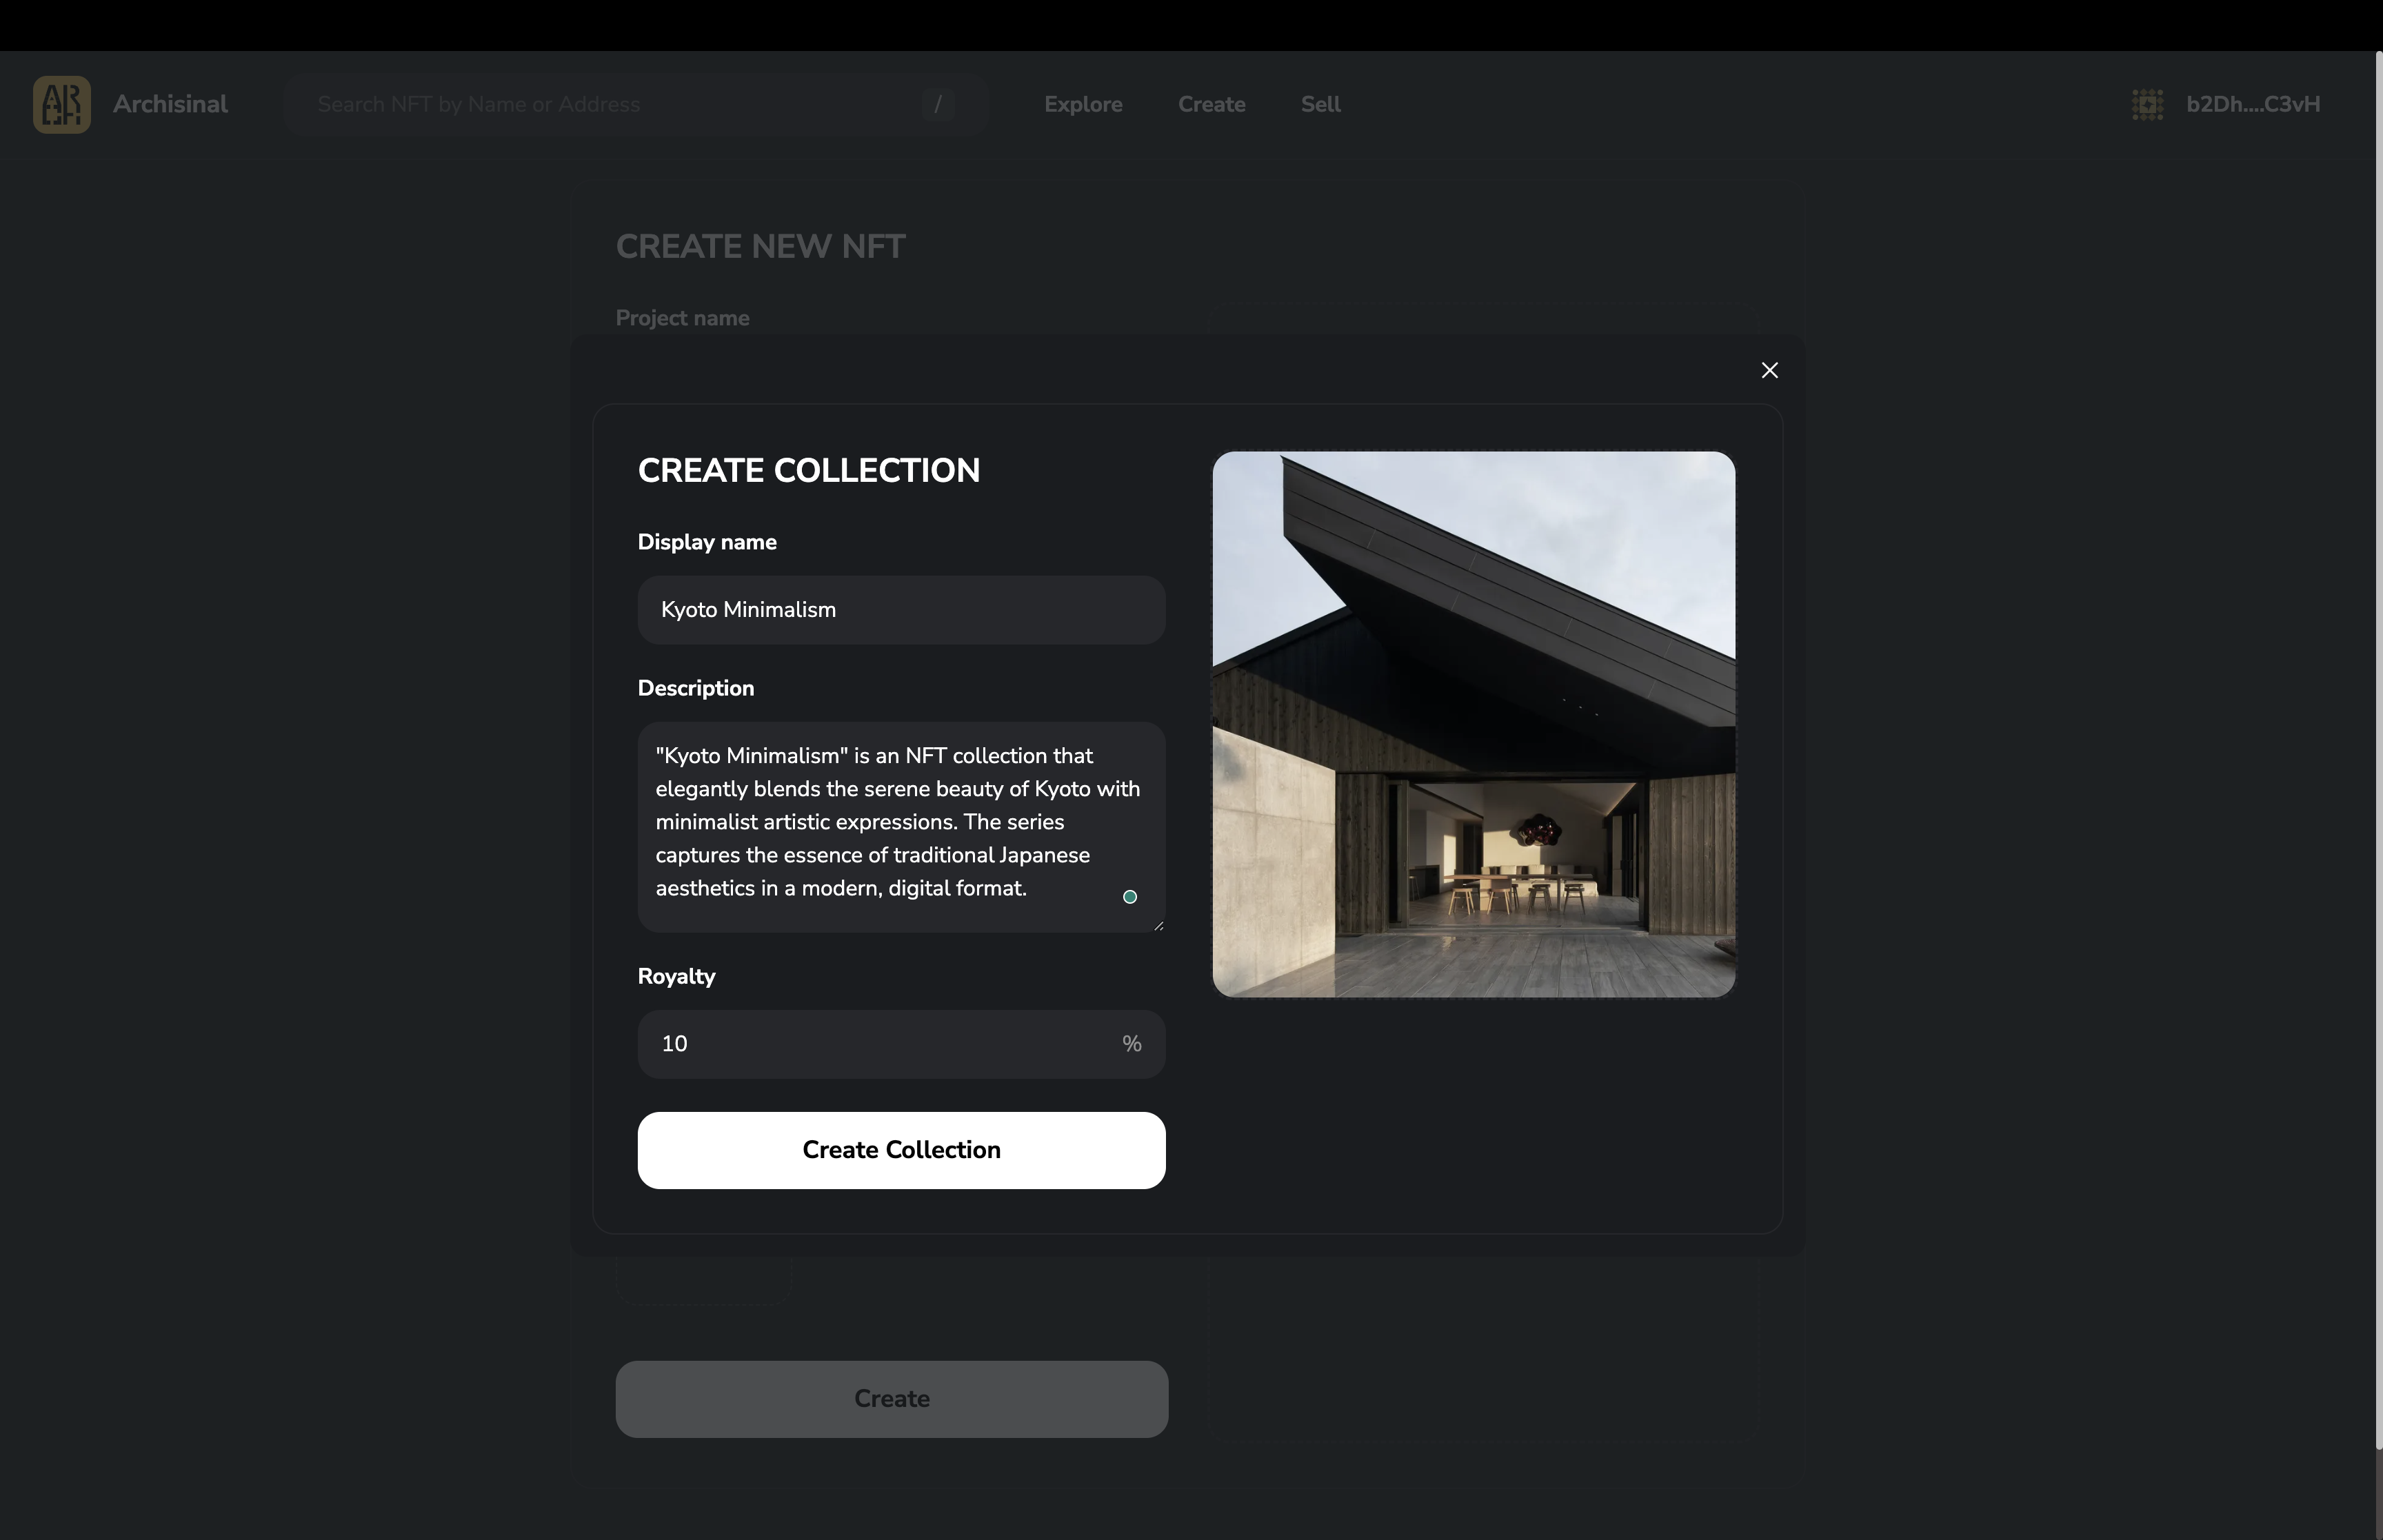 Archisinal
Search NFT by Name or Address
/
Explore
Create
Sell
b2Dh....C3vH
CREATE NEW NFT
Project name
CREATE COLLECTION
Display name
Kyoto Minimalism
Description
"Kyoto Minimalism" is an NFT collection that
elegantly blends the serene beauty of Kyoto with
minimalist artistic expressions. The series
captures the essence of traditional Japanese
aesthetics in a modern, digital format.
Royalty
10
%
Create Collection
Create